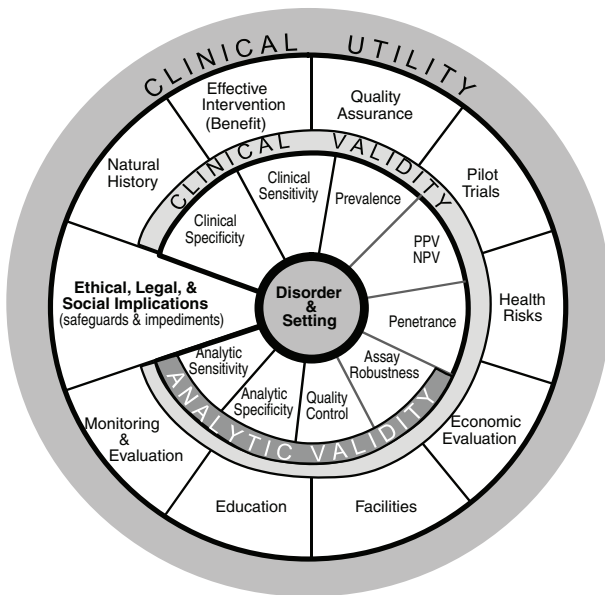 CLINICAL UTILITY
Effective
Intervention
(Benefit)
Quality
Assurance
Natural
History
Pilot
Trials
CLINICAL VALIDITY
Clinical
Sensitivity
Prevalence
Clinical
Specificity
PPV
NPV
Ethical, Legal, &
Social Implications
(safeguards & impediments)
Disorder
&
Setting
Penetrance
Health
Risks
Analytic
Sensitivity
Assay
Robustness
Analytic
Specificity
Quality
Control
ANALYTIC VALIDITY
Monitoring
&
Evaluation
Economic
Evaluation
Education
Facilities